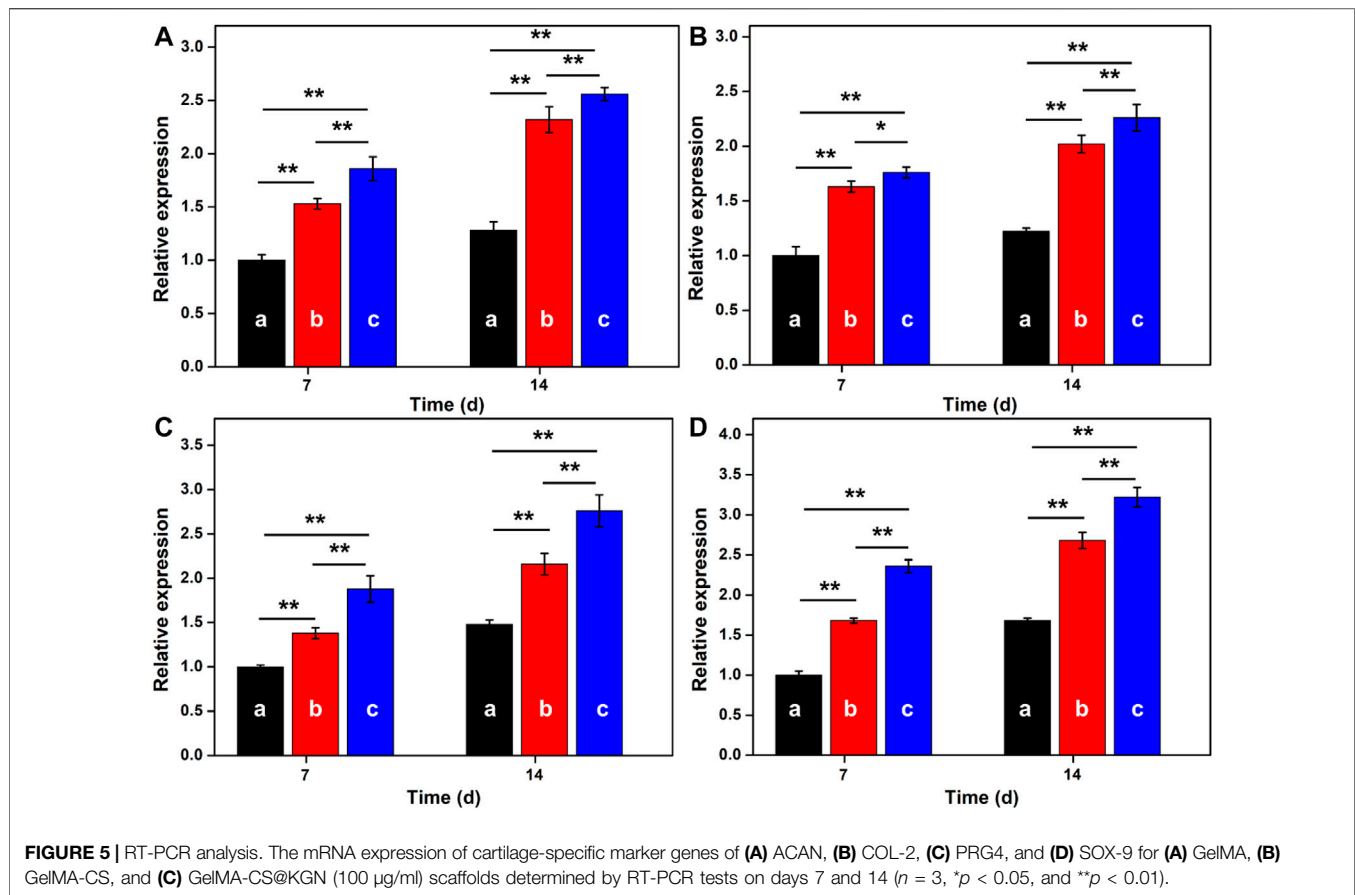 A
Relative expression
3.0
2.5
2.0
1.5
1.0
0.5
0.0
**
**
**
**
**
**
a
b
c
a
b
c
7
14
Time (d)
B
Relative expression
3.0
2.5
2.0
1.5
1.0
0.5
0.0
**
**
*
**
**
**
a
b
c
a
b
c
7
14
Time (d)
C
Relative expression
3.5
3.0
2.5
2.0
1.5
1.0
0.5
0.0
**
**
**
**
**
**
a
b
c
a
b
c
7
14
Time (d)
D
Relative expression
4.0
3.5
3.0
2.5
2.0
1.5
1.0
0.5
0.0
**
**
**
**
**
**
a
b
c
a
b
c
7
14
Time (d)
FIGURE 5 | RT-PCR analysis. The mRNA expression of cartilage-specific marker genes of (A) ACAN, (B) COL-2, (C) PRG4, and (D) SOX-9 for (A) GelMA, (B)
GelMA-CS, and (C) GelMA-CS@KGN (100 μg/ml) scaffolds determined by RT-PCR tests on days 7 and 14 (n = 3, *p < 0.05, and **p < 0.01).